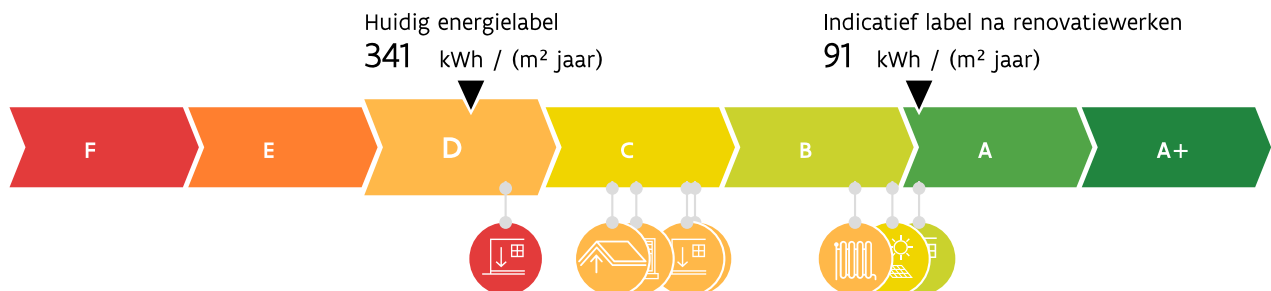 Huidig energielabel
341 kWh / (m² jaar)
Indicatief label na renovatiewerken
91 kWh / (m² jaar)
F E D C B A A+